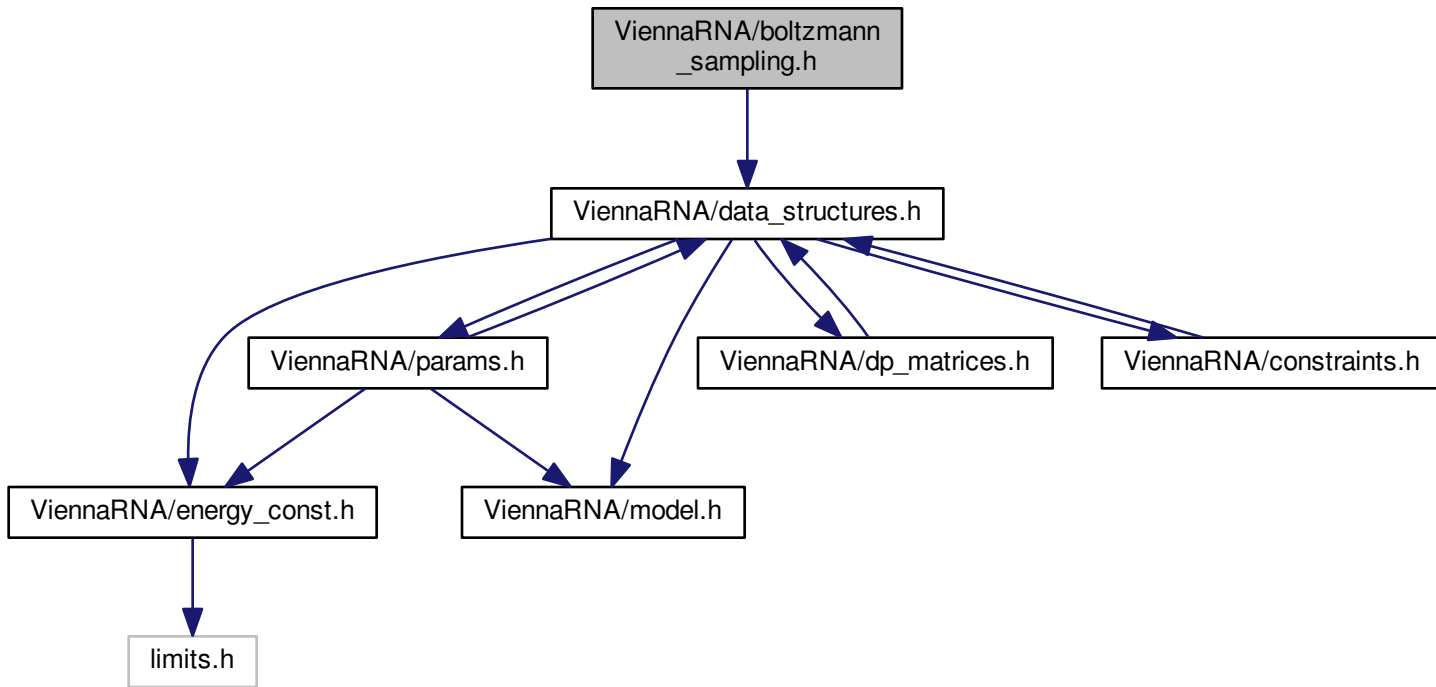 ViennaRNA/boltzmann
_sampling.h
ViennaRNA/data_structures.h
ViennaRNA/params.h
ViennaRNA/dp_matrices.h
ViennaRNA/constraints.h
ViennaRNA/energy_const.h
ViennaRNA/model.h
limits.h